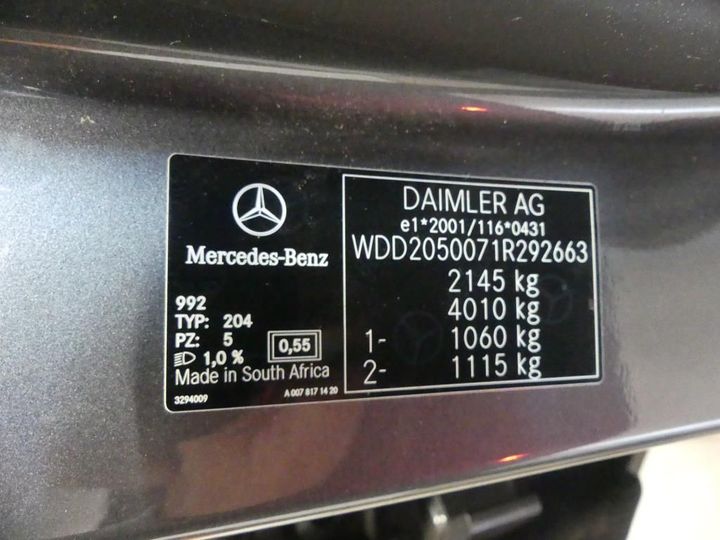 Mercedes-Benz
992
TYP: 204
PZ: 5
1,0 %
0,55
Made in South Africa
3294009
A 007 817 14 20
DAIMLER AG
e1*2001/116*0431
WDD2050071R292663
2145 kg
4010 kg
1- 1060 kg
2- 1115 kg